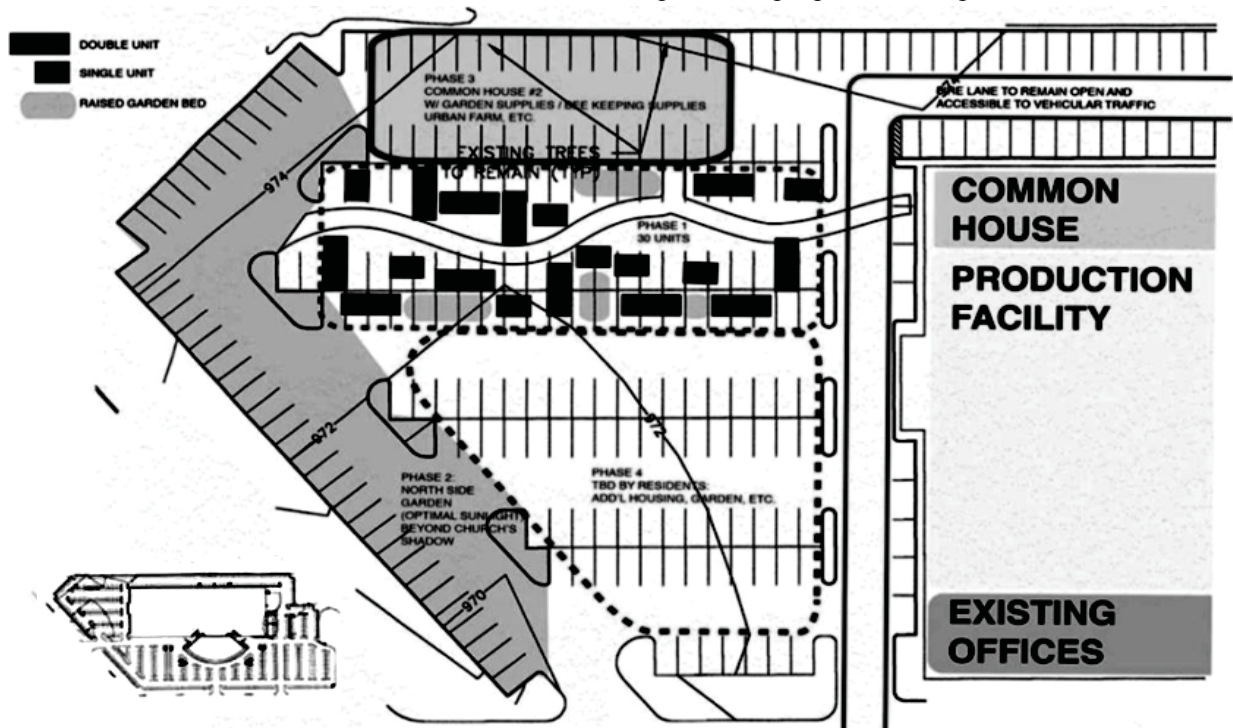 DOUBLE UNIT
SINGLE UNIT
RAISED GARDEN BED
PHASE 3
COMMON HOUSE #2
W/ GARDEN SUPPLIES / BEE KEEPING SUPPLIES
URBAN FARM, ETC.
EXISTING TREES
TO REMAIN (TYP)
FIRE LANE TO REMAIN OPEN AND
ACCESSIBLE TO VEHICULAR TRAFFIC
974
PHASE 1
30 UNITS
COMMON
HOUSE
PRODUCTION
FACILITY
972
972
PHASE 2:
NORTH SIDE
GARDEN
(OPTIMAL SUNLIGHT)
BEYOND CHURCH'S
SHADOW
PHASE 4
TBD BY RESIDENTS:
ADD'L HOUSING, GARDEN, ETC.
970
EXISTING
OFFICES